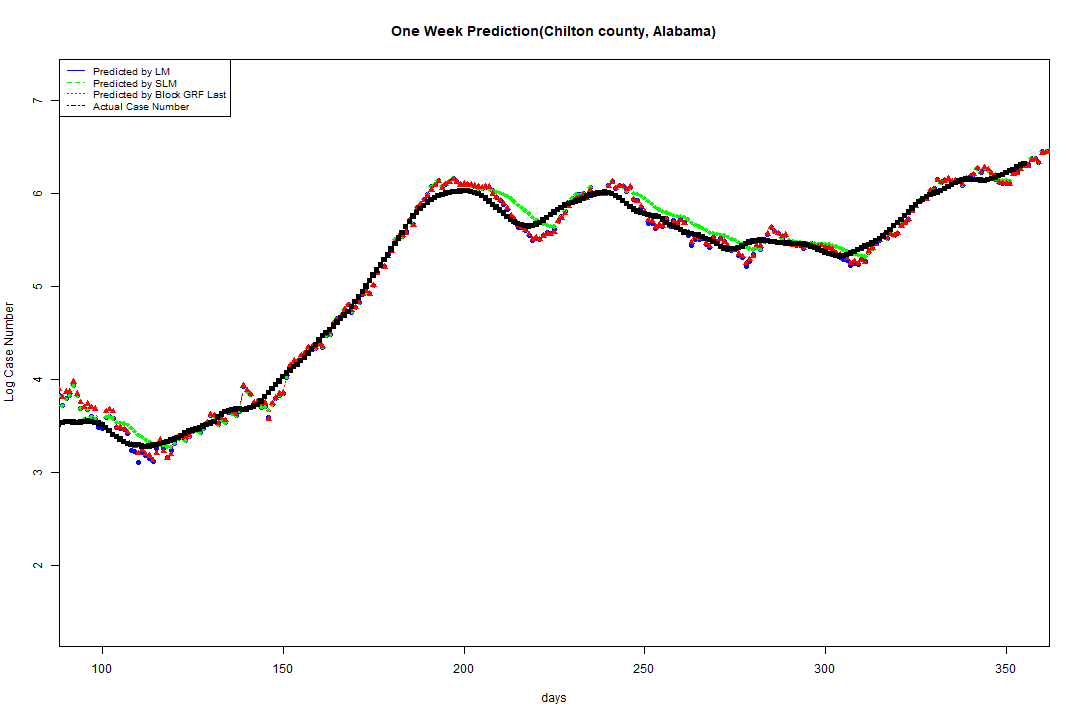 One Week Prediction(Chilton county, Alabama)
Predicted by LM
Predicted by SLM
Predicted by Block GRF Last
Actual Case Number
7
6
5
4
3
2
Log Case Number
100 150 200 250 300 350
days